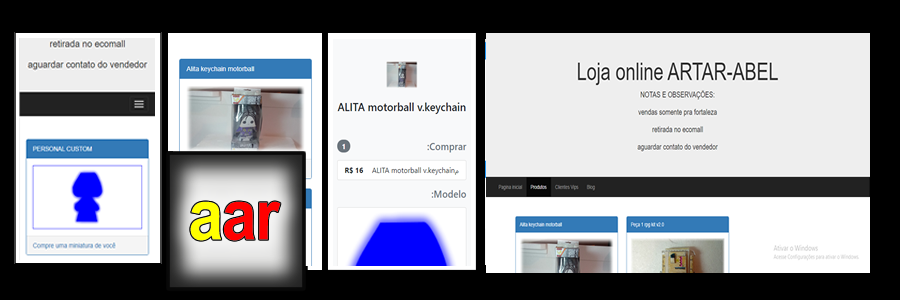 retirada no ecomall
aguardar contato do vendedor
PERSONAL CUSTOM
Compre uma miniatura de você
Alita keychain motorball
aar
ALITA motorball v.keychain
1
:Comprar
R$ 16 ALITA motorball v.keychain
:Modelo
Loja online ARTAR-ABEL
NOTAS E OBSERVAÇÕES:
vendas somente pra fortaleza
retirada no ecomall
aguardar contato do vendedor
Pagina inicial Produtos Clientes Vips Blog
Alita keychain motorball
Peça 1 rpg kit v2.0
Ativar o Windows
Acesse Configurações para ativar o Windows.